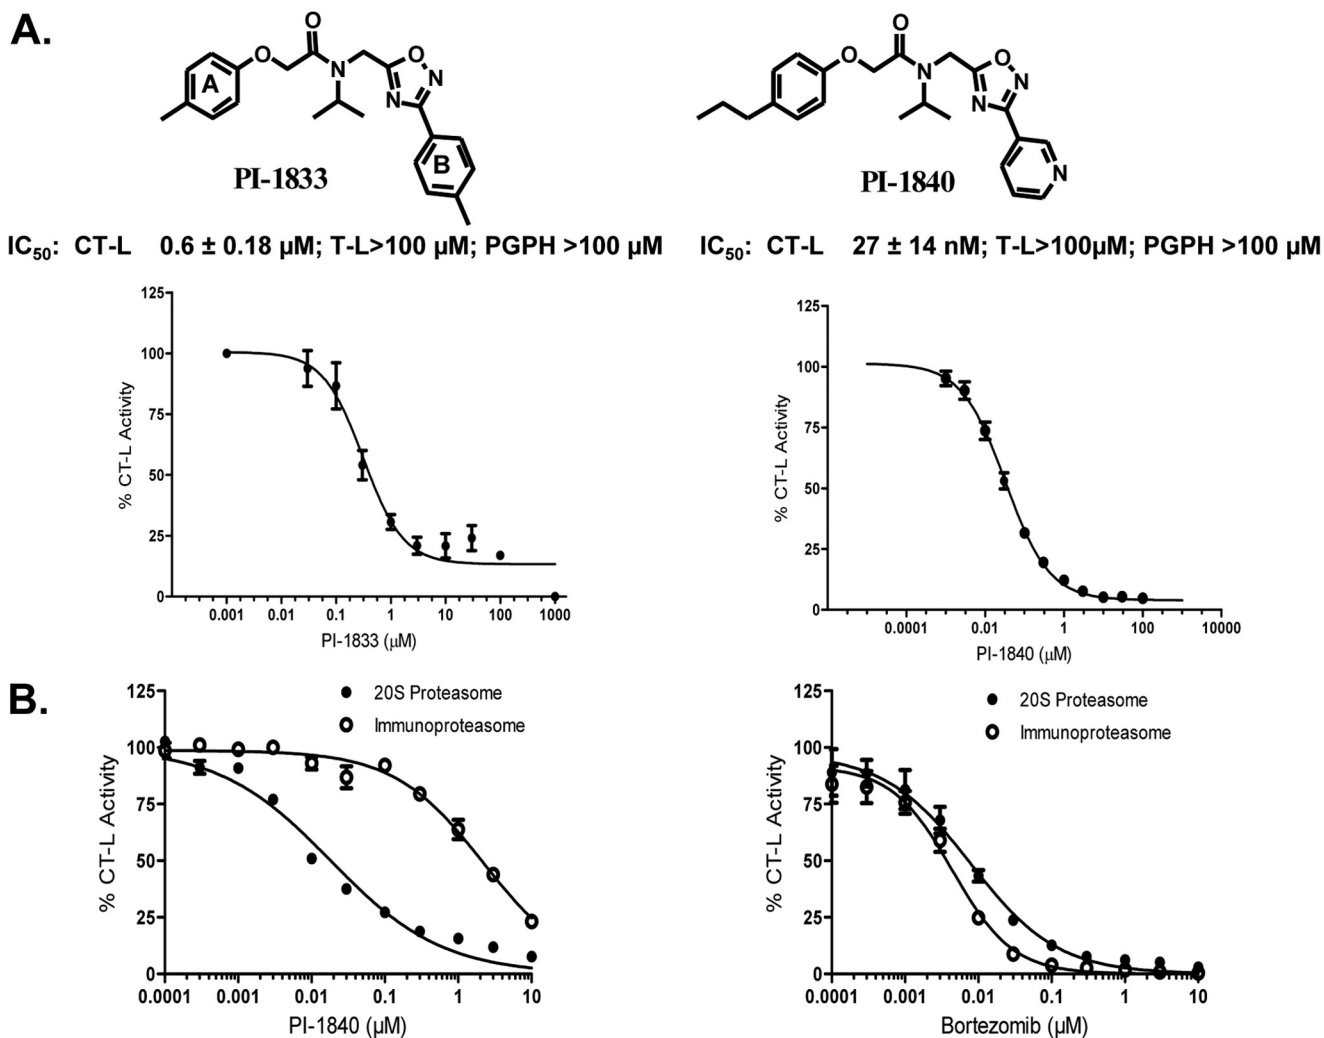 A.
O
O
N
O
N
N
A
B
PI-1833
O
O
N
O
N
N
N
PI-1840
IC50: CT-L 0.6 ± 0.18 µM; T-L>100 µM; PGPH >100 µM
IC50: CT-L 27 ± 14 nM; T-L>100µM; PGPH >100 µM
% CT-L Activity
125
100
75
50
25
0
0.001 0.01 0.1 1 10 100 1000
PI-1833 (µM)
% CT-L Activity
125
100
75
50
25
0
0.0001 0.01 1 100 10000
PI-1840 (µM)
B.
20S Proteasome
Immunoproteasome
% CT-L Activity
125
100
75
50
25
0
0.0001 0.001 0.01 0.1 1 10
PI-1840 (µM)
20S Proteasome
Immunoproteasome
% CT-L Activity
125
100
75
50
25
0
0.0001 0.001 0.01 0.1 1 10
Bortezomib (µM)